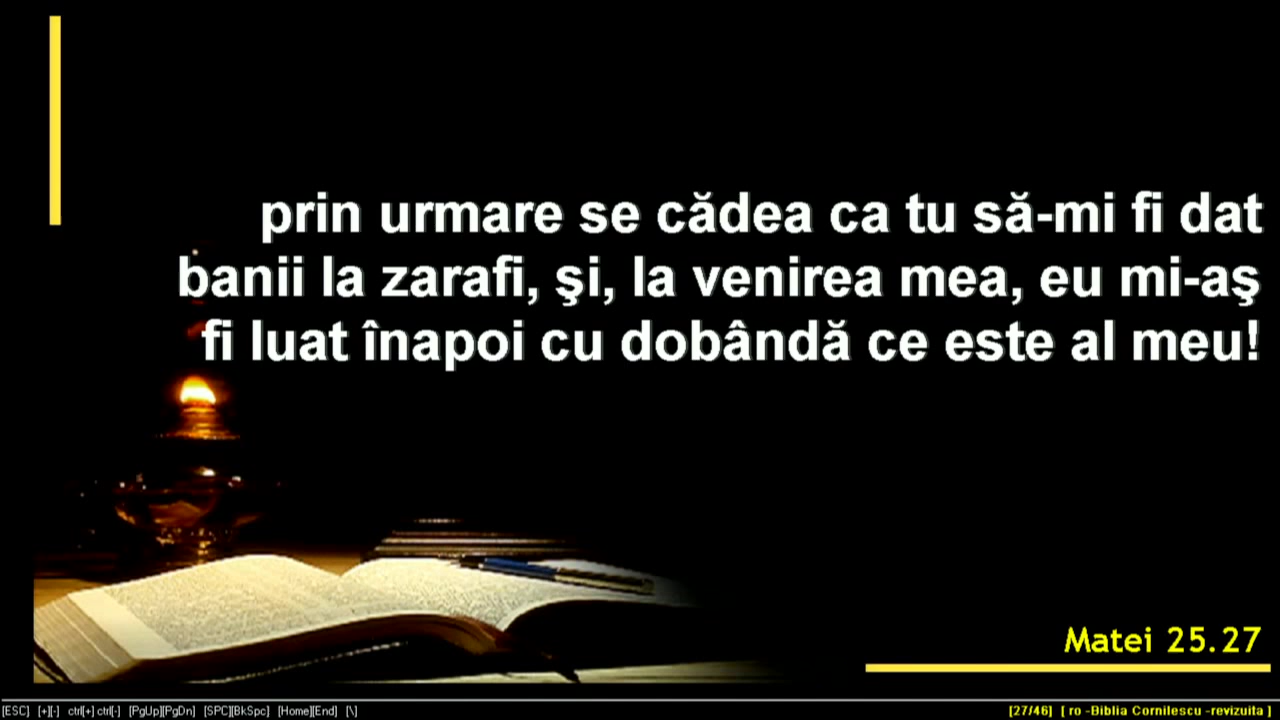 prin urmare se cădea ca tu să-mi fi dat
banii la zarafi, şi, la venirea mea, eu mi-aş
fi luat înapoi cu dobândă ce este al meu!
Matei 25.27
[ESC] [+][-] ctrl[+] ctrl[-] [PgUp][PgDn] [SPC][BkSpc] [Home][End] [\] [27/46] [ ro -Biblia Cornilescu -revizuita ]